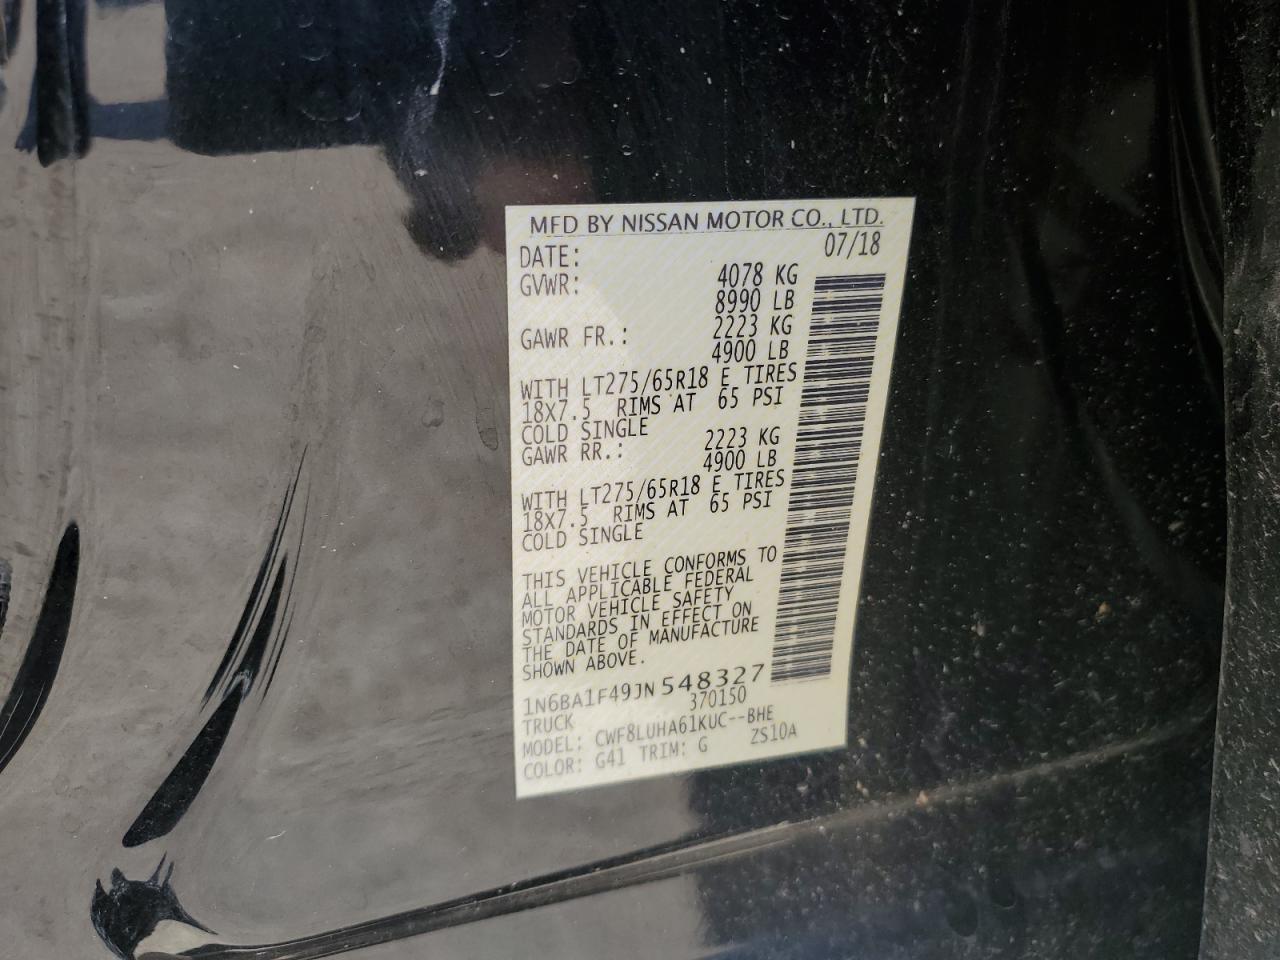 MFD BY NISSAN MOTOR CO., LTD.
DATE: 07/18
GVWR: 4078 KG
8990 LB
GAWR FR.: 2223 KG
4900 LB
WITH LT275/65R18 E TIRES
18X7.5 RIMS AT 65 PSI
COLD SINGLE
GAWR RR.: 2223 KG
4900 LB
WITH LT275/65R18 E TIRES
18X7.5 RIMS AT 65 PSI
COLD SINGLE
THIS VEHICLE CONFORMS TO
ALL APPLICABLE FEDERAL
MOTOR VEHICLE SAFETY
STANDARDS IN EFFECT ON
THE DATE OF MANUFACTURE
SHOWN ABOVE.
1N6BA1F49JN548327
TRUCK 370150
MODEL: CWF8LUHA61KUC--BHE
COLOR: G41 TRIM: G ZS10A